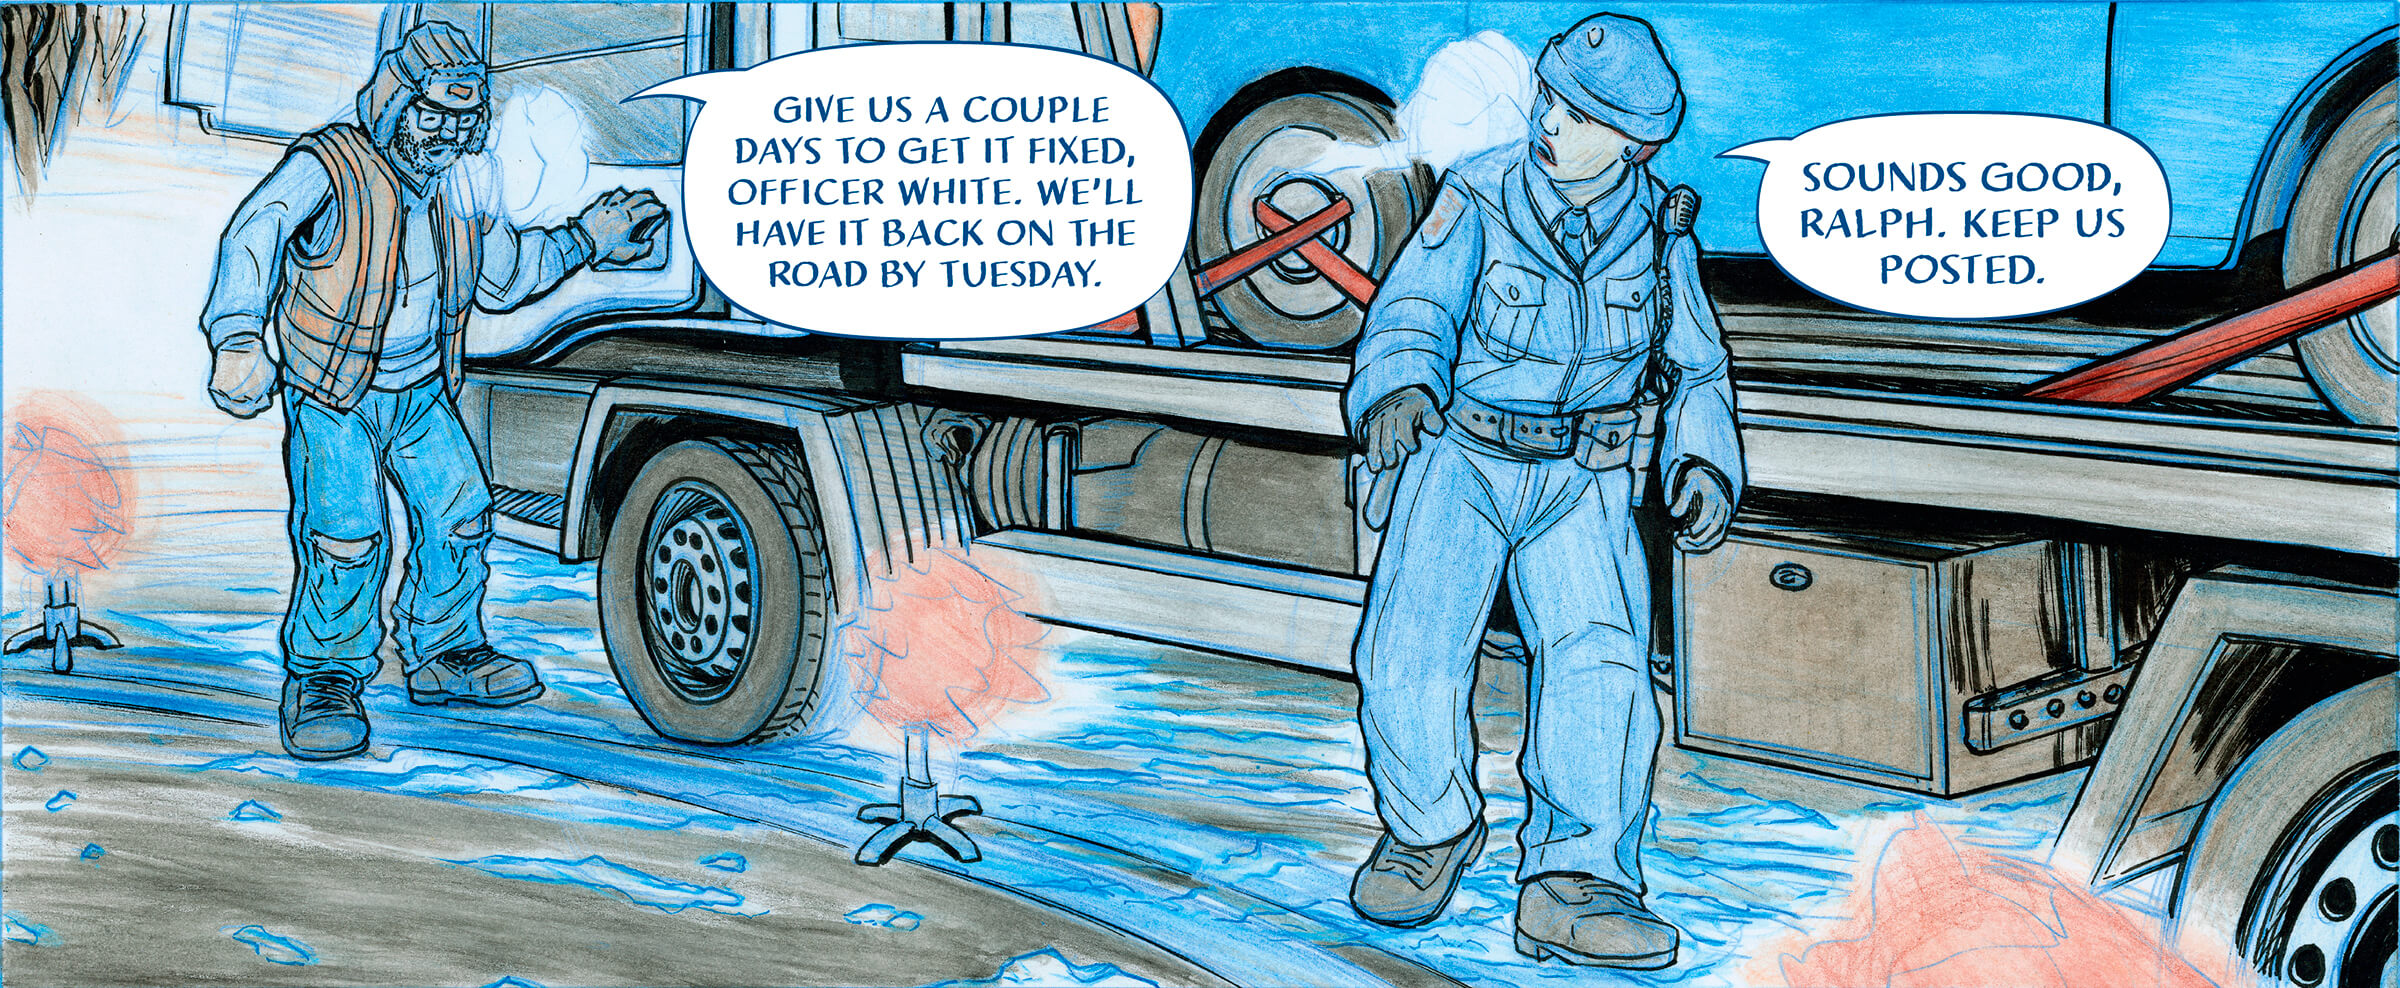 GIVE US A COUPLE
DAYS TO GET IT FIXED,
OFFICER WHITE. WE'LL
HAVE IT BACK ON THE
ROAD BY TUESDAY.
SOUNDS GOOD,
RALPH. KEEP US
POSTED.